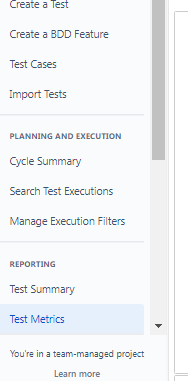 Create a Test
Create a BDD Feature
Test Cases
Import Tests
PLANNING AND EXECUTION
Cycle Summary
Search Test Executions
Manage Execution Filters
REPORTING
Test Summary
Test Metrics
You're in a team-managed project
Learn more